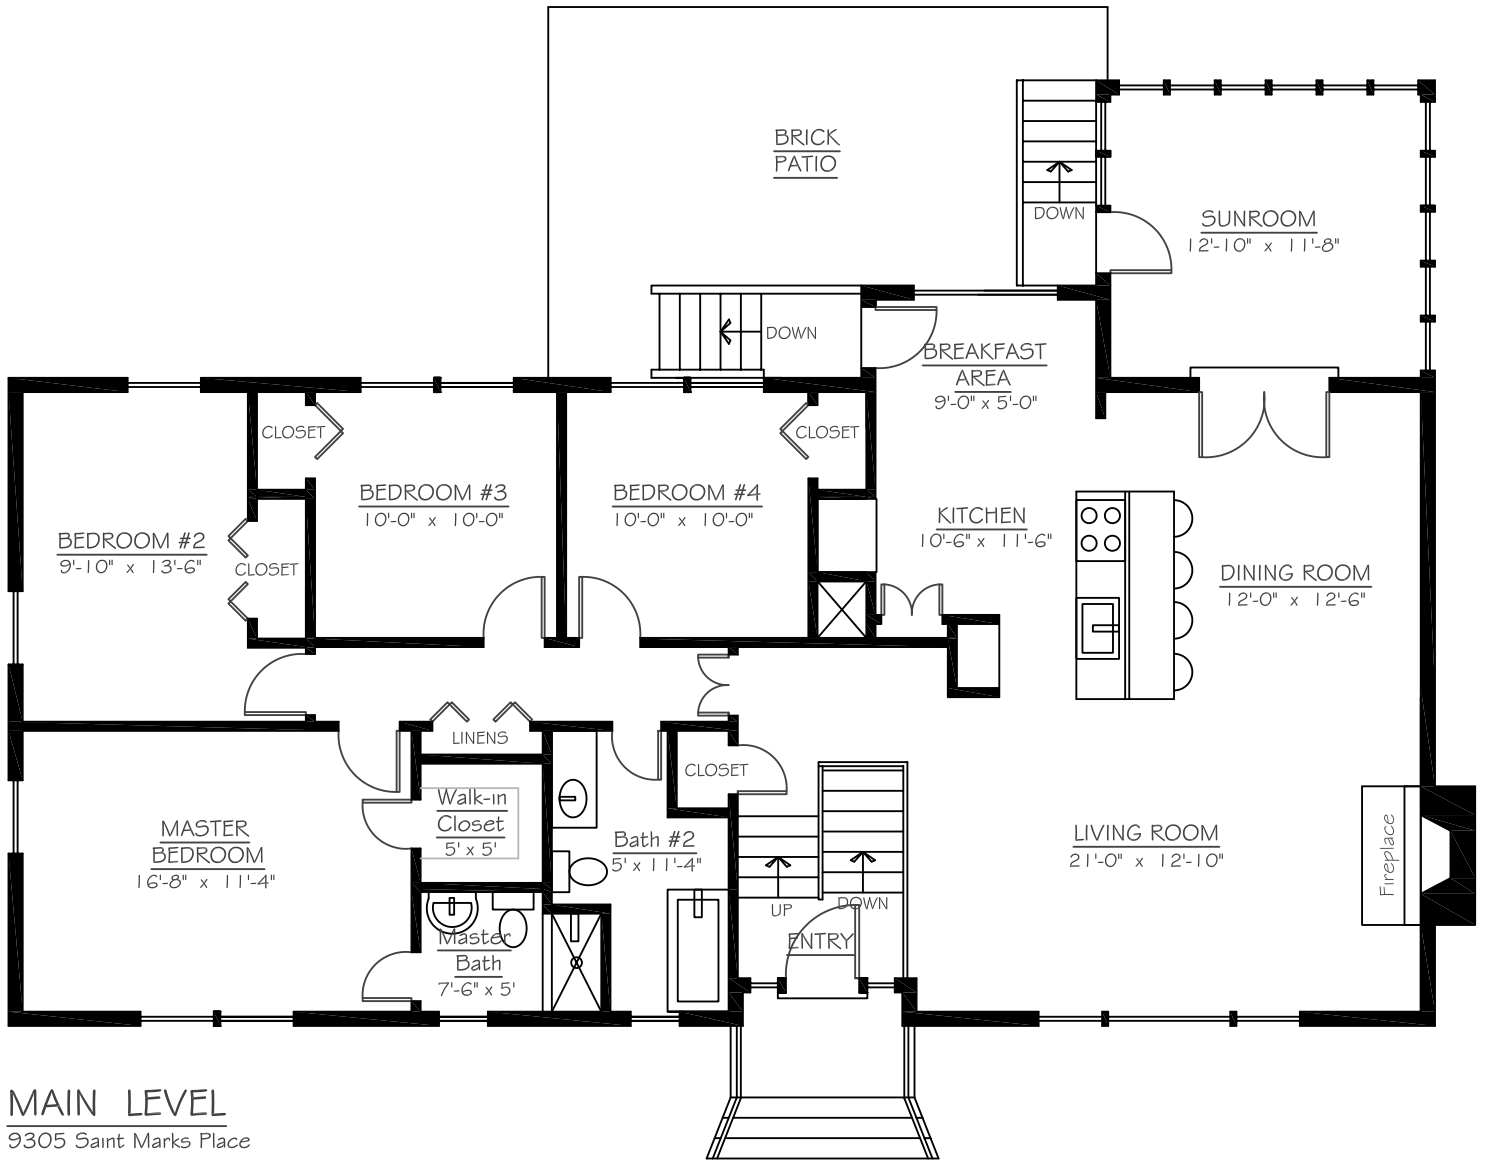 BRICK
PATIO
DOWN
SUNROOM
12'-10" x 11'-8"
DOWN
BREAKFAST
AREA
9'-0" x 5'-0"
CLOSET
CLOSET
BEDROOM #3
10'-0" x 10'-0"
BEDROOM #4
10'-0" x 10'-0"
KITCHEN
10'-6" x 11'-6"
BEDROOM #2
9'-10" x 13'-6"
CLOSET
DINING ROOM
12'-0" x 12'-6"
LINENS
CLOSET
Walk-in
Closet
5' x 5'
MASTER
BEDROOM
16'-8" x 11'-4"
Bath #2
5' x 11'-4"
LIVING ROOM
21'-0" x 12'-10"
Fireplace
UP
DOWN
ENTRY
Master
Bath
7'-6" x 5'
MAIN LEVEL
9305 Saint Marks Place